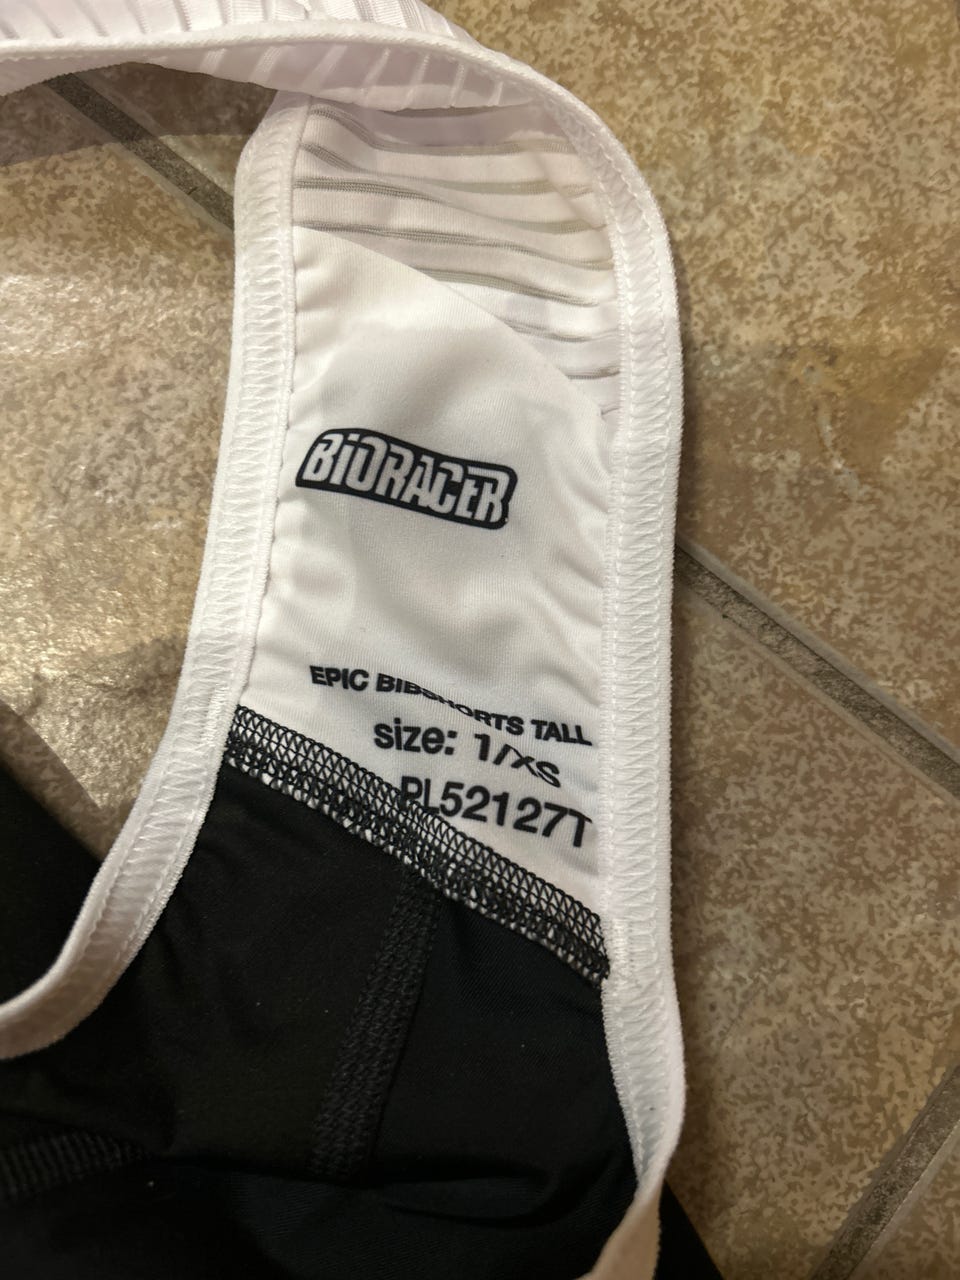 BIORACER
EPIC BIBSHORTS TALL
size: 1/XS
PL52127T